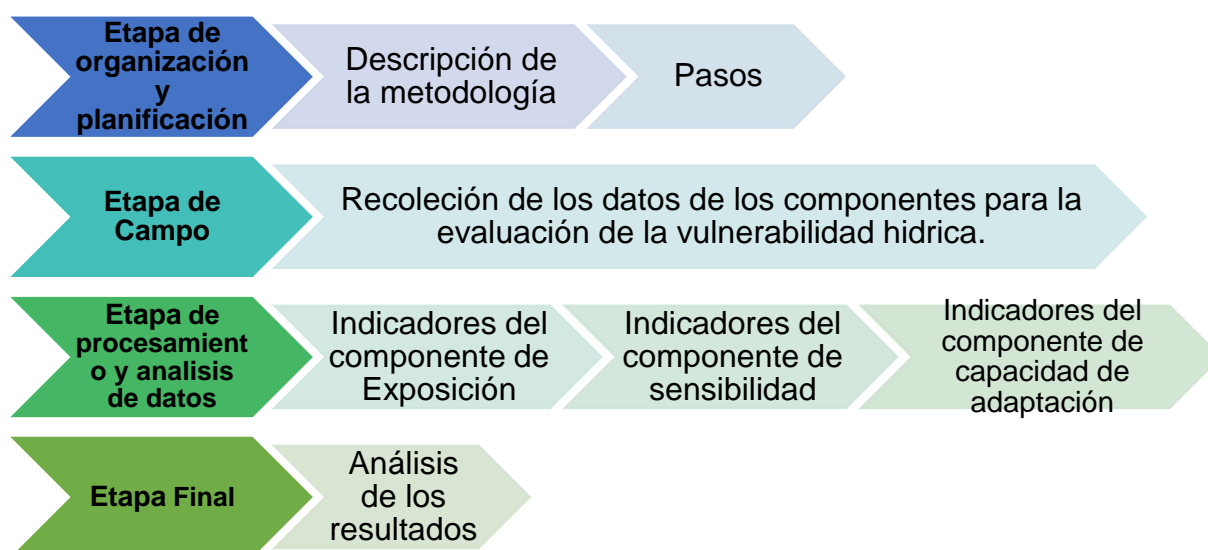 Etapa de
organización
y
planificación
Descripción de
la metodología
Pasos
Etapa de
Campo
Recoleción de los datos de los componentes para la
evaluación de la vulnerabilidad hidrica.
Etapa de
procesamient
o y analisis
de datos
Indicadores del
componente de
Exposición
Indicadores del
componente de
sensibilidad
Indicadores del
componente de
capacidad de
adaptación
Etapa Final
Análisis
de los
resultados